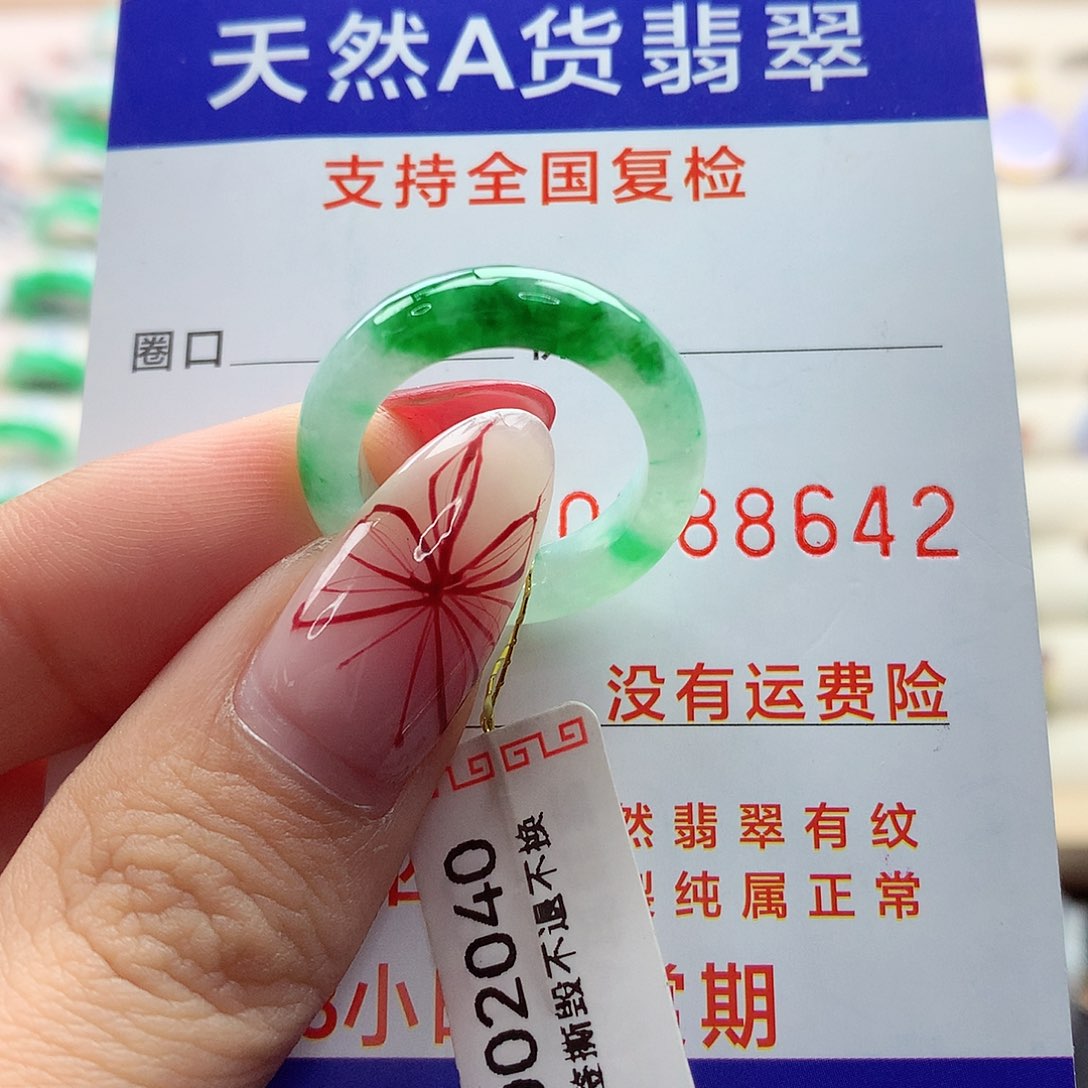 天然A货翡翠
支持全国复检
圈口
88642
没有运费险
然翡翠有纹
纯属正常
小
期
02040
撕毁不退不换